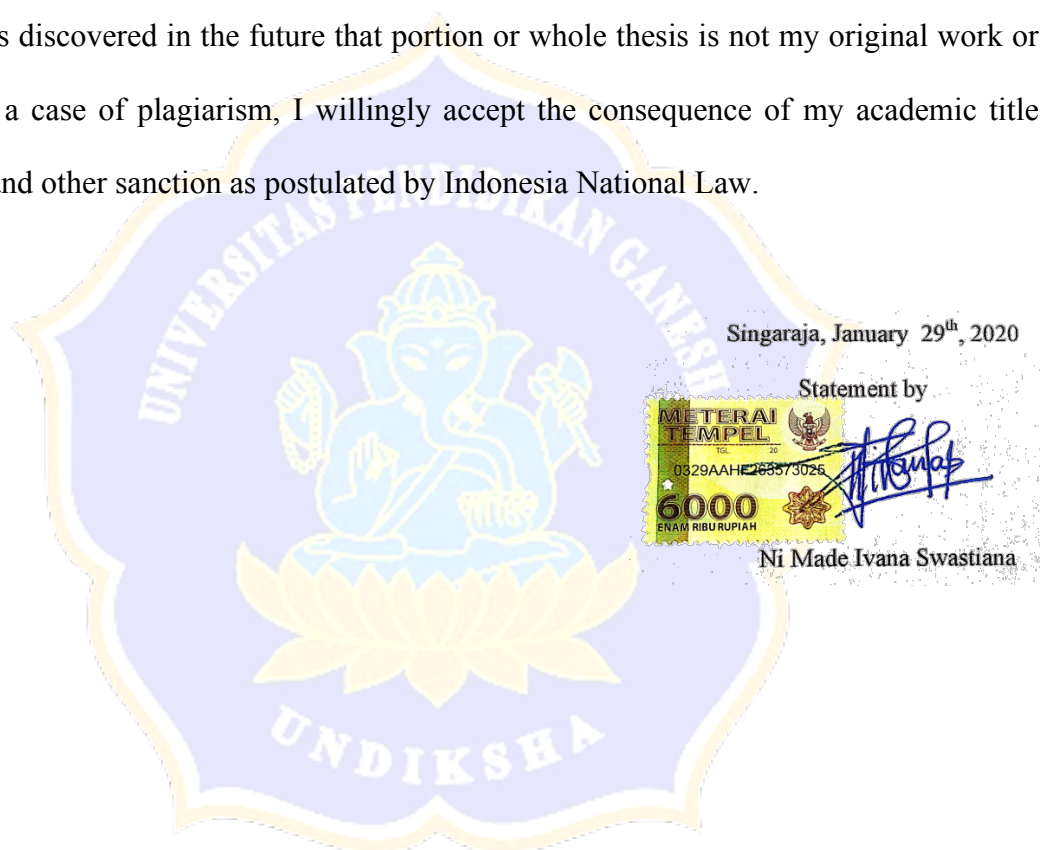 s discovered in the future that portion or whole thesis is not my original work or
a case of plagiarism, I willingly accept the consequence of my academic title
nd other sanction as postulated by Indonesia National Law.
UNIVERSITAS PENDIDIKAN GANESHA
Singaraja, January 29th, 2020
Statement by
METERAI
TEMPEL
TGL. 20
0329AAHF263573025
6000
ENAM RIBU RUPIAH
Ni Made Ivana Swastiana
UNDIKSHA